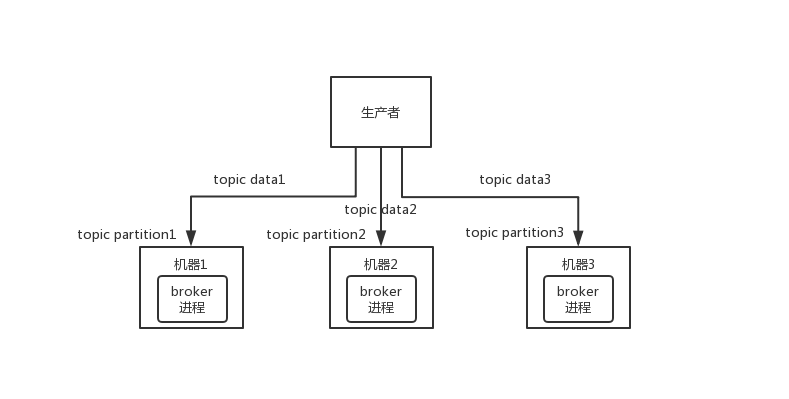 生产者
topic data1
topic data3
topic data2
topic partition1
topic partition2
topic partition3
机器1
机器2
机器3
broker
进程
broker
进程
broker
进程